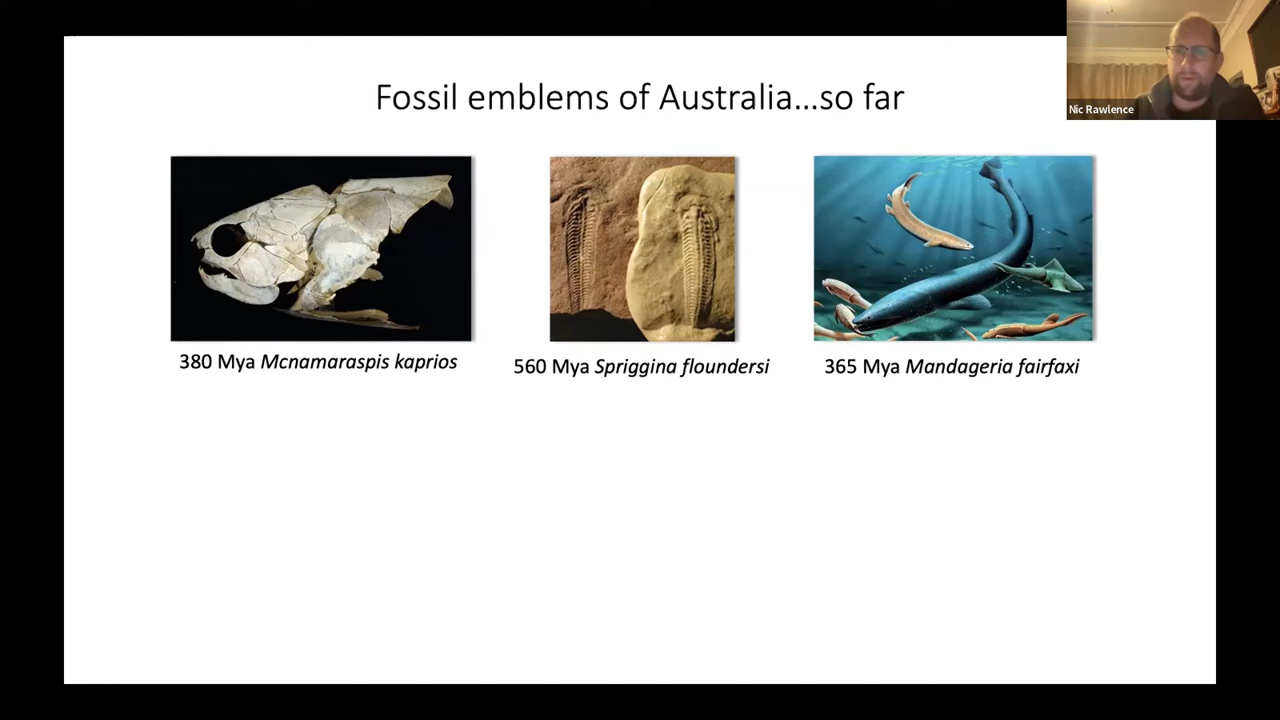 Fossil emblems of Australia...so far
Nic Rawlence
380 Mya Mcnamaraspis kaprios
560 Mya Spriggina floundersi
365 Mya Mandageria fairfaxi